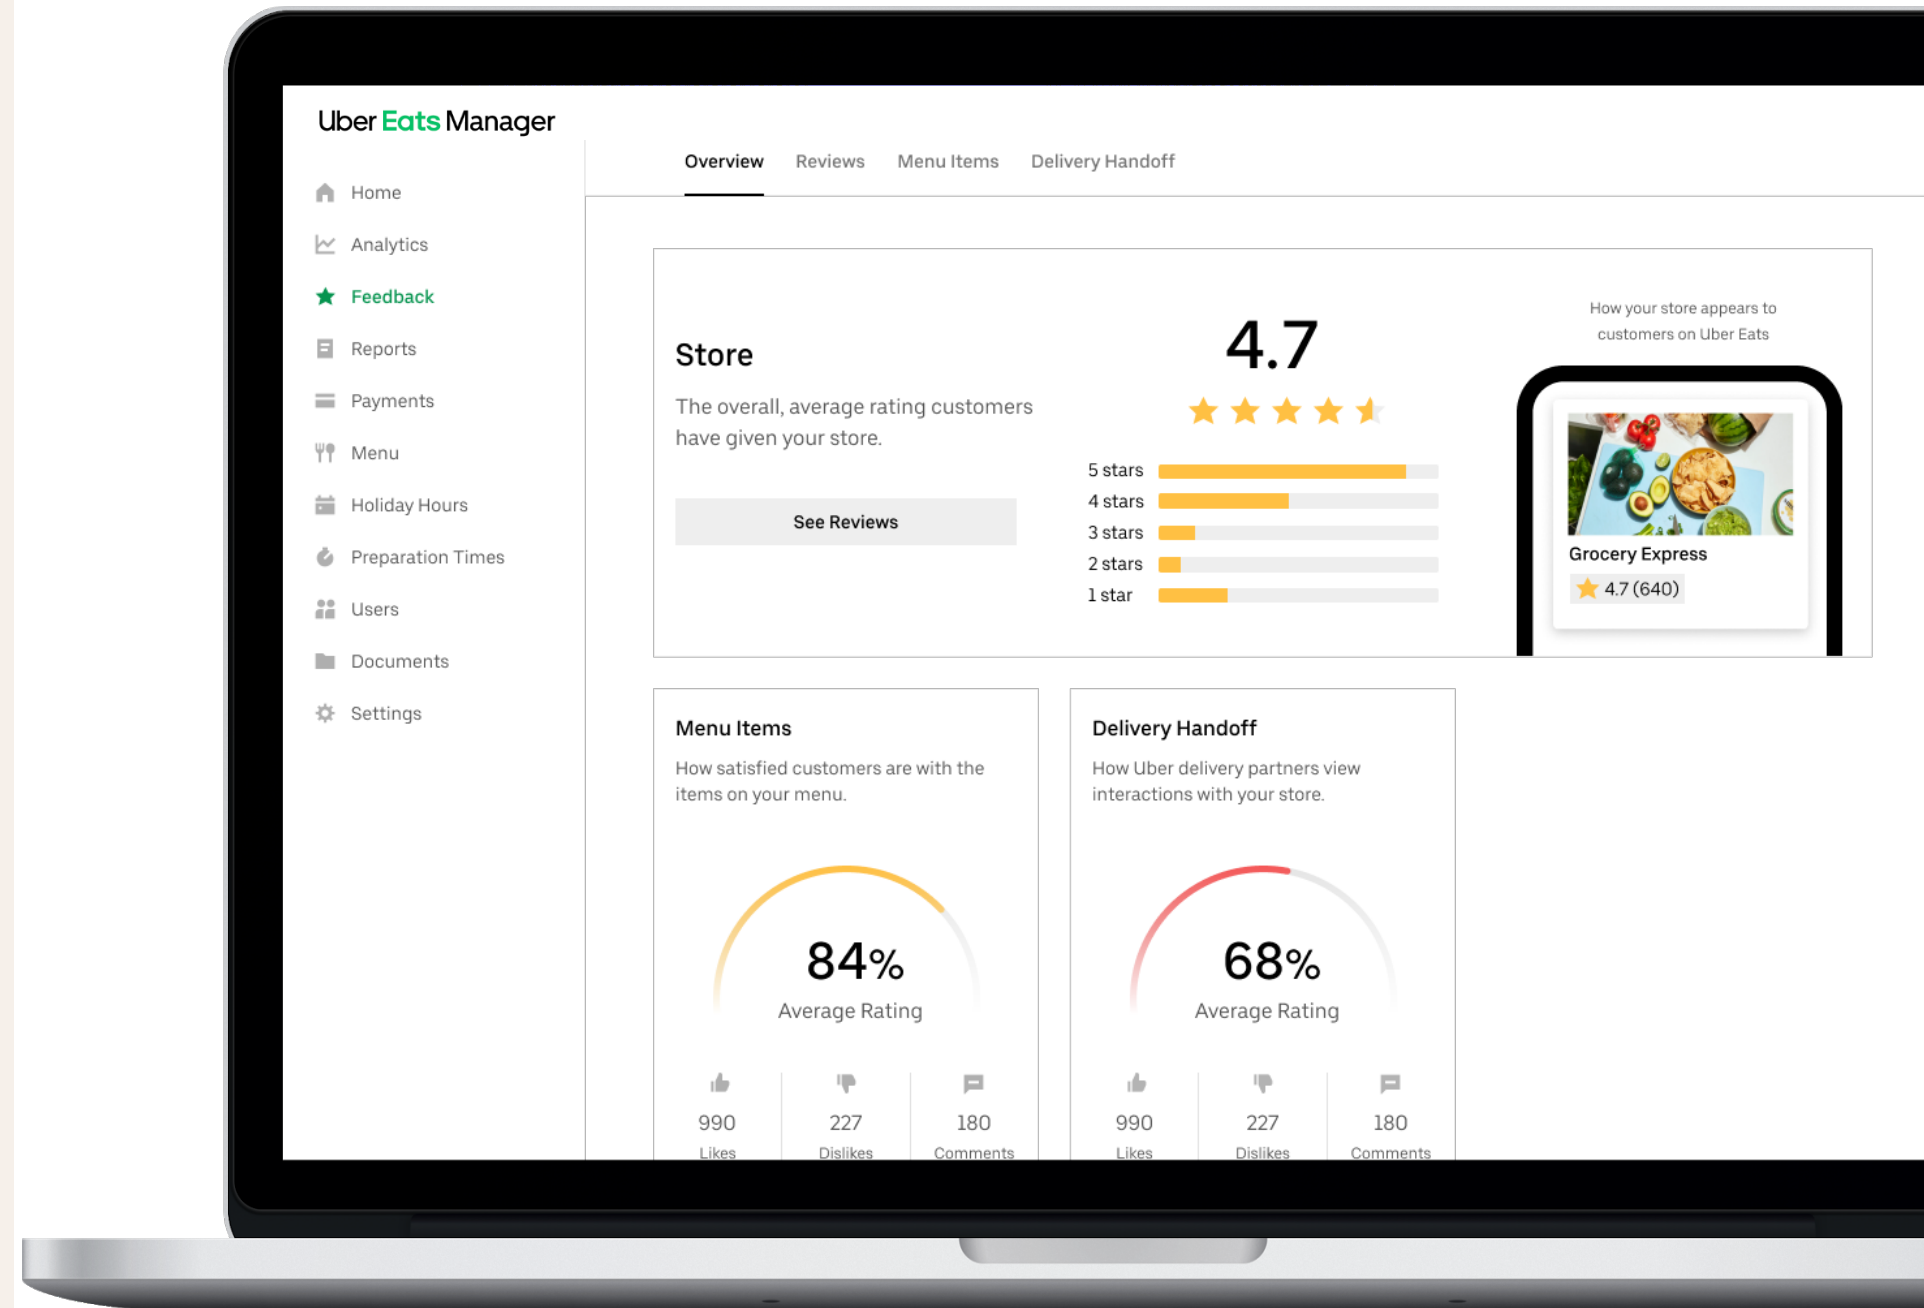 Uber Eats Manager
Home
Analytics
Feedback
Reports
Payments
Menu
Holiday Hours
Preparation Times
Users
Documents
Settings
Overview Reviews Menu Items Delivery Handoff
Store
The overall, average rating customers
have given your store.
See Reviews
4.7
5 stars
4 stars
3 stars
2 stars
1 star
How your store appears to
customers on Uber Eats
Grocery Express
4.7 (640)
Menu Items
How satisfied customers are with the
items on your menu.
84%
Average Rating
990 227 180
Likes Dislikes Comments
Delivery Handoff
How Uber delivery partners view
interactions with your store.
68%
Average Rating
990 227 180
Likes Dislikes Comments